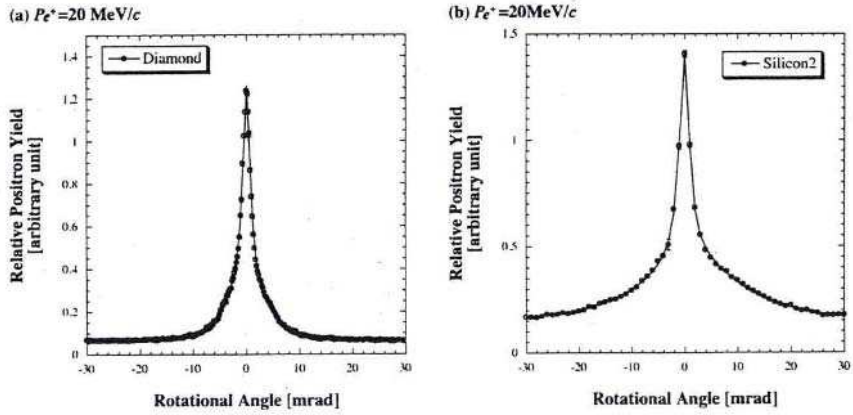 (a) Pe+=20 MeV/c
Diamond
Relative Positron Yield
[arbitrary unit]
1.4
1.2
1
0.8
0.6
0.4
0.2
0
-30
-20
-10
0
10
20
30
Rotational Angle [mrad]
(b) Pe+=20MeV/c
Silicon2
Relative Positron Yield
[arbitrary unit]
1.5
1
0.5
0
-30
-20
-10
0
10
20
30
Rotational Angle [mrad]